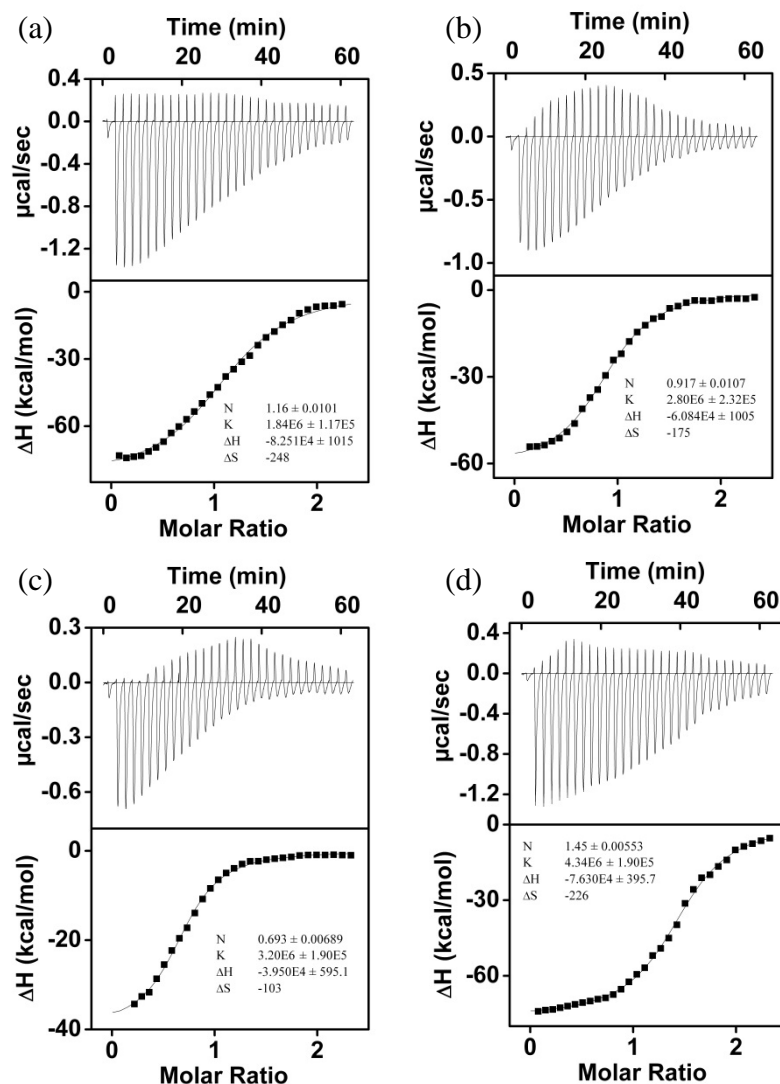 (a)
Time (min)
0 20 40 60
0.4
0.0
-0.4
-0.8
-1.2
µcal/sec
0
-30
-60
ΔH (kcal/mol)
N 1.16 ± 0.0101
K 1.84E6 ± 1.17E5
ΔH -8.251E4 ± 1015
ΔS -248
0 1 2
Molar Ratio
(b)
Time (min)
0 20 40 60
0.5
0.0
-0.5
-1.0
µcal/sec
0
-30
-60
ΔH (kcal/mol)
N 0.917 ± 0.0107
K 2.80E6 ± 2.32E5
ΔH -6.084E4 ± 1005
ΔS -175
0 1 2
Molar Ratio
(c)
Time (min)
0 20 40 60
0.3
0.0
-0.3
-0.6
µcal/sec
0
-20
-40
ΔH (kcal/mol)
N 0.693 ± 0.00689
K 3.20E6 ± 1.90E5
ΔH -3.950E4 ± 595.1
ΔS -103
0 1 2
Molar Ratio
(d)
Time (min)
0 20 40 60
0.4
0.0
-0.4
-0.8
-1.2
µcal/sec
0
-30
-60
ΔH (kcal/mol)
N 1.45 ± 0.00553
K 4.34E6 ± 1.90E5
ΔH -7.630E4 ± 395.7
ΔS -226
0 1 2
Molar Ratio